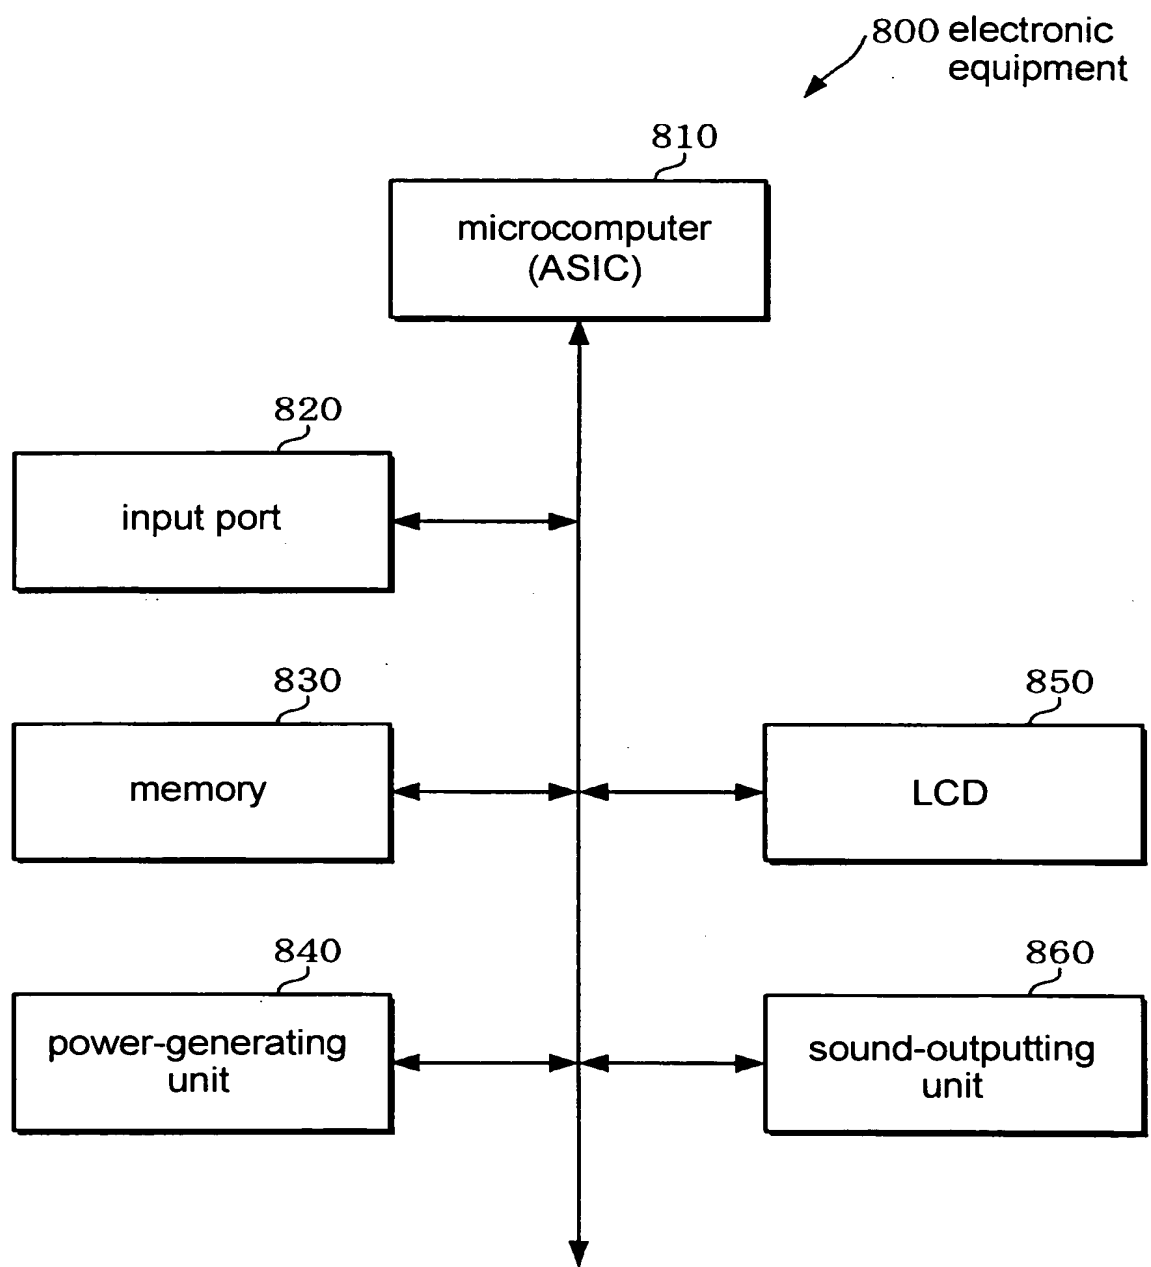 800 electronic
equipment
810
microcomputer
(ASIC)
820
input port
830
memory
850
LCD
840
power-generating
unit
860
sound-outputting
unit